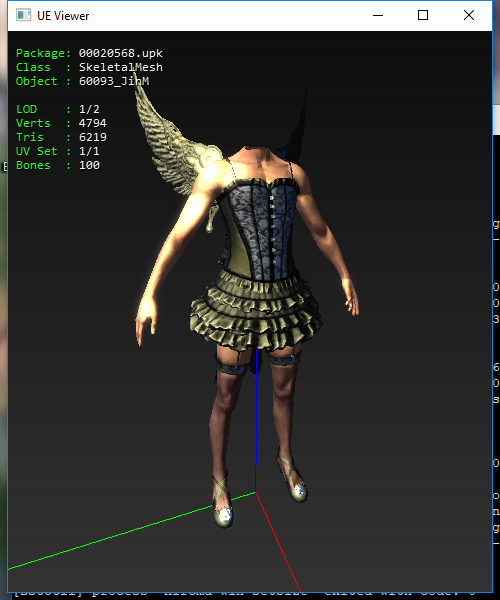 UE Viewer
Package: 00020568.upk
Class : SkeletalMesh
Object : 60093_JinM
LOD : 1/2
Verts : 4794
Tris : 6219
UV Set : 1/1
Bones : 100